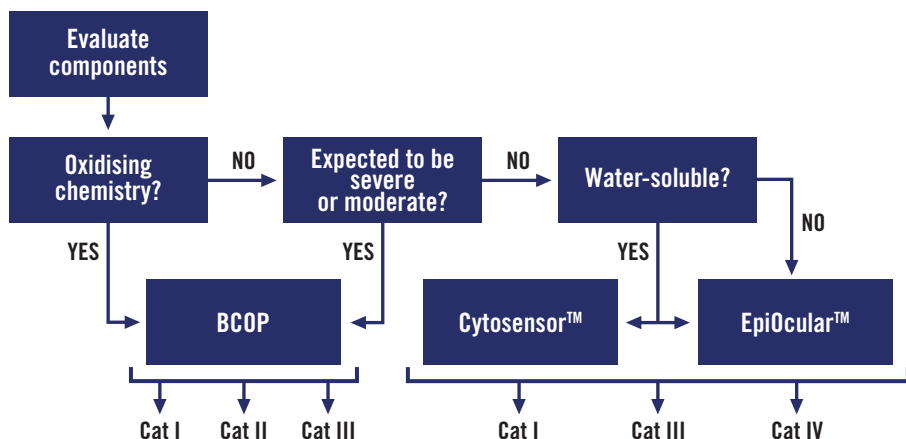 Evaluate
components
Oxidising
chemistry?
NO
Expected to be
severe
or moderate?
NO
Water-soluble?
YES
YES
YES
NO
BCOP
Cytosensor™
EpiOcular™
Cat I
Cat II
Cat III
Cat I
Cat III
Cat IV